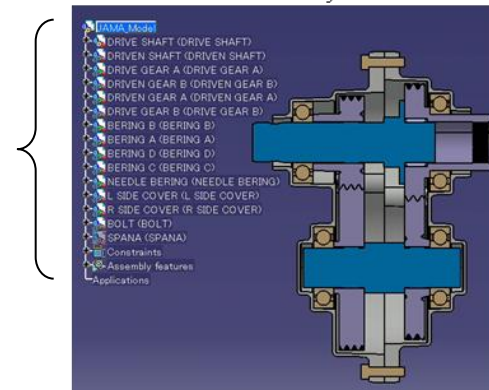 JAMA_Model
DRIVE SHAFT (DRIVE SHAFT)
DRIVEN SHAFT (DRIVEN SHAFT)
DRIVE GEAR A (DRIVE GEAR A)
DRIVEN GEAR B (DRIVEN GEAR B)
DRIVEN GEAR A (DRIVEN GEAR A)
DRIVE GEAR B (DRIVE GEAR B)
BERING B (BERING B)
BERING A (BERING A)
BERING D (BERING D)
BERING C (BERING C)
NEEDLE BERING (NEEDLE BERING)
L SIDE COVER (L SIDE COVER)
R SIDE COVER (R SIDE COVER)
BOLT (BOLT)
SPANA (SPANA)
Constraints
Assembly features
Applications